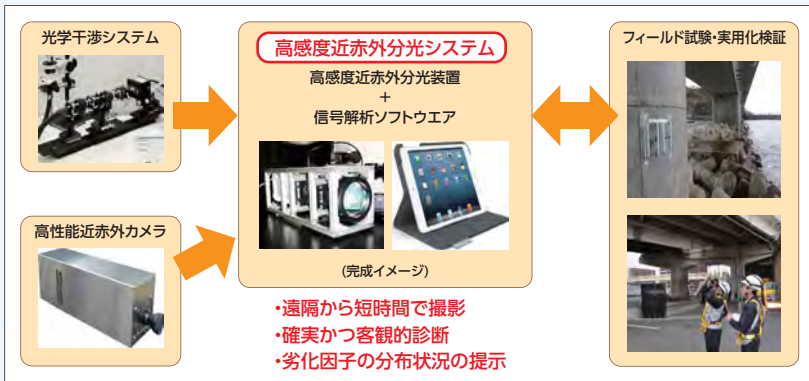 光学干渉システム
高感度近赤外分光システム
高感度近赤外分光装置
+
信号解析ソフトウエア
(完成イメージ)
・遠隔から短時間で撮影
・確実かつ客観的診断
・劣化因子の分布状況の提示
高性能近赤外カメラ
フィールド試験・実用化検証